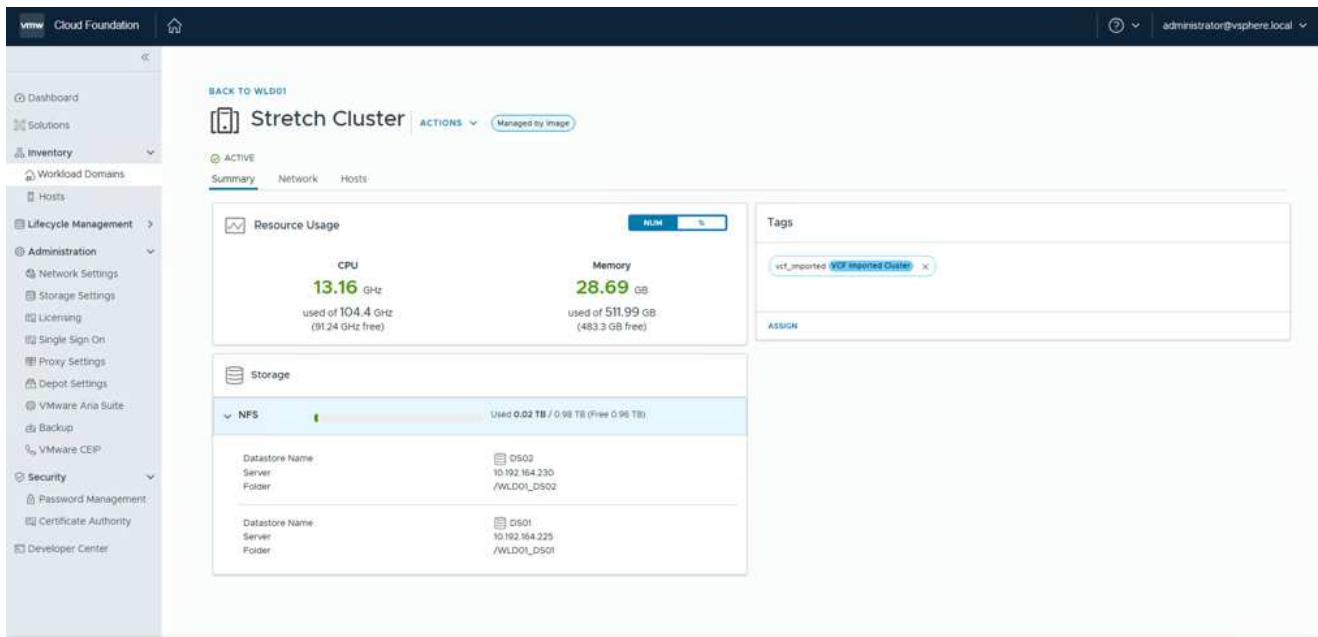 vmw Cloud Foundation
administrator@vsphere.local
Dashboard
Solutions
Inventory
Workload Domains
Hosts
Lifecycle Management
Administration
Network Settings
Storage Settings
Licensing
Single Sign On
Proxy Settings
Depot Settings
VMware Aria Suite
Backup
VMware CEIP
Security
Password Management
Certificate Authority
Developer Center
BACK TO WLD01
Stretch Cluster ACTIONS Managed by Image
ACTIVE
Summary Network Hosts
Resource Usage NUM %
CPU
13.16 GHz
used of 104.4 GHz
(91.24 GHz free)
Memory
28.69 GB
used of 511.99 GB
(483.3 GB free)
Storage
NFS Used 0.02 TB / 0.98 TB (Free 0.96 TB)
Datastore Name DS02
Server 10.192.164.230
Folder /WLD01_DS02
Datastore Name DS01
Server 10.192.164.225
Folder /WLD01_DS01
Tags
vcf_imported VCF Imported Cluster
ASSIGN